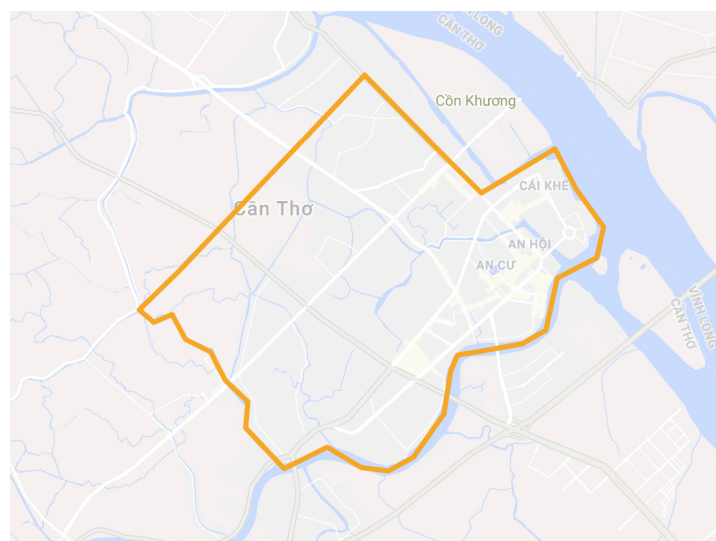 VĨNH LONG
CẦN THƠ
Cồn Khương
CÁI KHẾ
Cần Thơ
AN HỘI
AN CƯ
VĨNH LONG
CẦN THƠ